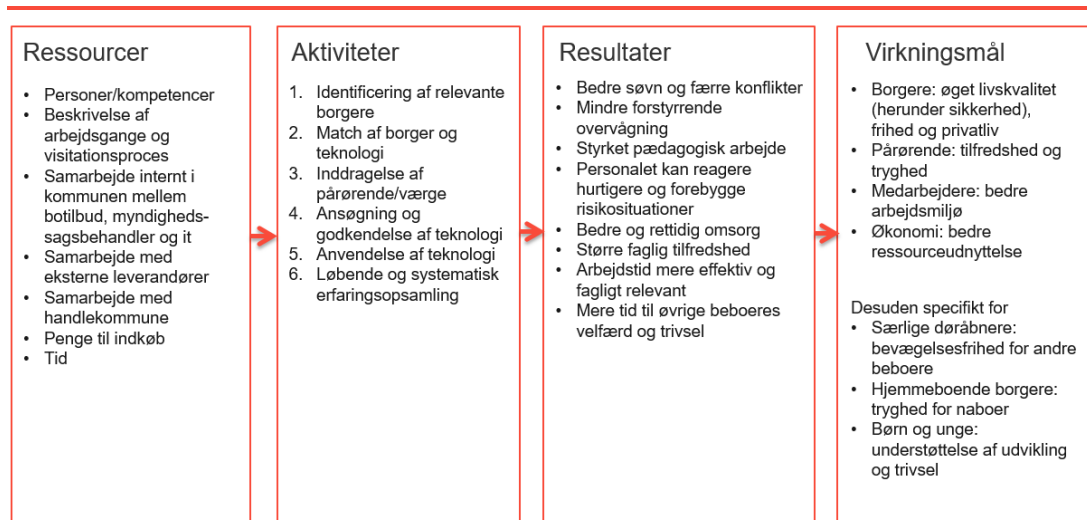 Ressourcer
• Personer/kompetencer
• Beskrivelse af
arbejdsgange og
visitationsproces
• Samarbejde internt i
kommunen mellem
botilbud, myndigheds-
sagsbehandler og it
• Samarbejde med
eksterne leverandører
• Samarbejde med
handlekommune
• Penge til indkøb
• Tid
Aktiviteter
1. Identificering af relevante
borgere
2. Match af borger og
teknologi
3. Inddragelse af
pårørende/værge
4. Ansøgning og
godkendelse af teknologi
5. Anvendelse af teknologi
6. Løbende og systematisk
erfaringsopsamling
Resultater
• Bedre søvn og færre konflikter
• Mindre forstyrrende
overvågning
• Styrket pædagogisk arbejde
• Personalet kan reagere
hurtigere og forebygge
risikosituationer
• Bedre og rettidig omsorg
• Større faglig tilfredshed
• Arbejdstid mere effektiv og
fagligt relevant
• Mere tid til øvrige beboeres
velfærd og trivsel
Virkningsmål
• Borgere: øget livskvalitet
(herunder sikkerhed),
frihed og privatliv
• Pårørende: tilfredshed og
tryghed
• Medarbejdere: bedre
arbejdsmiljø
• Økonomi: bedre
ressourceudnyttelse
Desuden specifikt for
• Særlige døråbnere:
bevægelsesfrihed for andre
beboere
• Hjemmeboende borgere:
tryghed for naboer
• Børn og unge:
understøttelse af udvikling
og trivsel